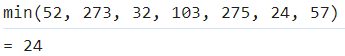 min(52, 273, 32, 103, 275, 24, 57)
= 24